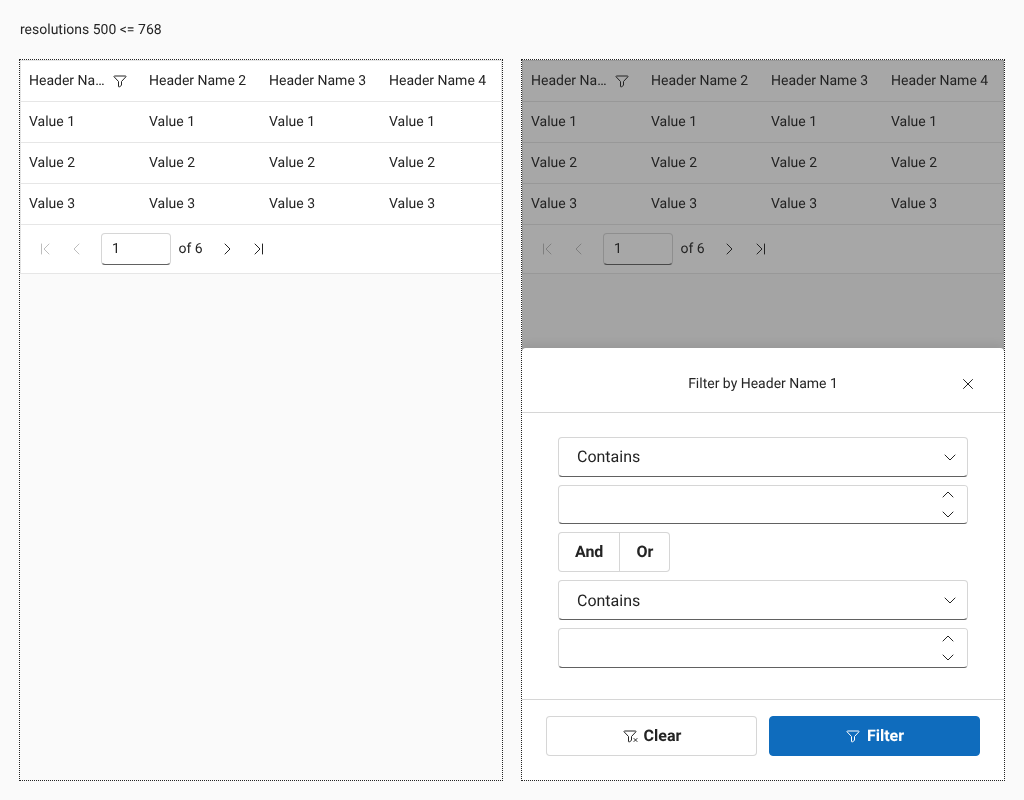 resolutions 500 <= 768
Header Na... Header Name 2 Header Name 3 Header Name 4
Value 1 Value 1 Value 1 Value 1
Value 2 Value 2 Value 2 Value 2
Value 3 Value 3 Value 3 Value 3
1 of 6
Header Na... Header Name 2 Header Name 3 Header Name 4
Value 1 Value 1 Value 1 Value 1
Value 2 Value 2 Value 2 Value 2
Value 3 Value 3 Value 3 Value 3
1 of 6
Filter by Header Name 1
Contains
And Or
Contains
Clear Filter